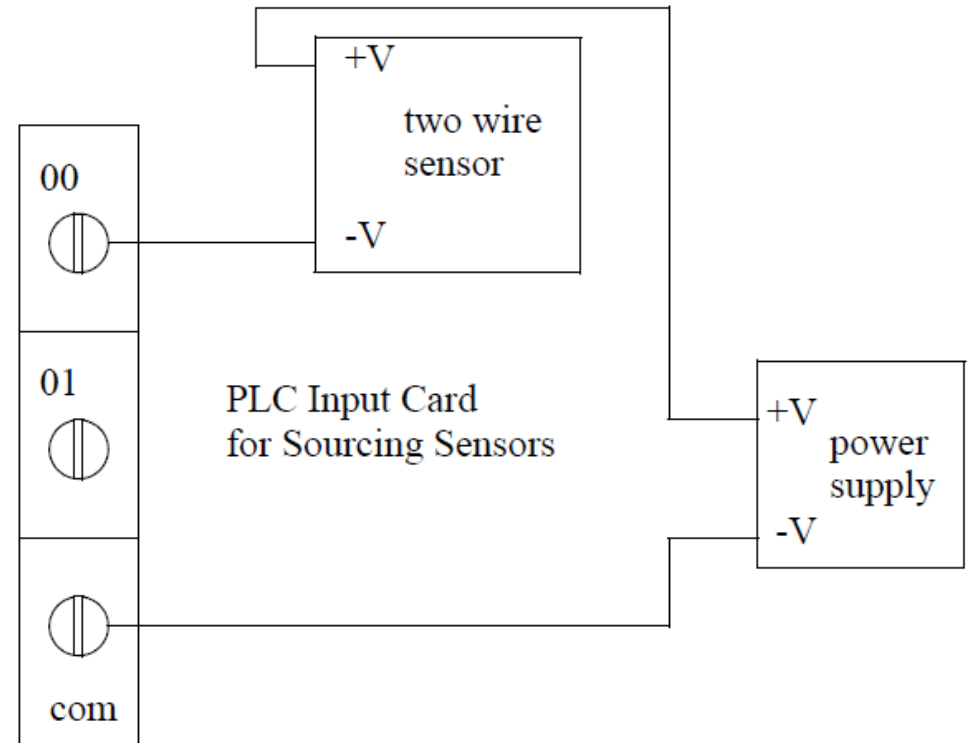 +V
two wire
sensor
-V
00
01
PLC Input Card
for Sourcing Sensors
+V
power
supply
-V
com